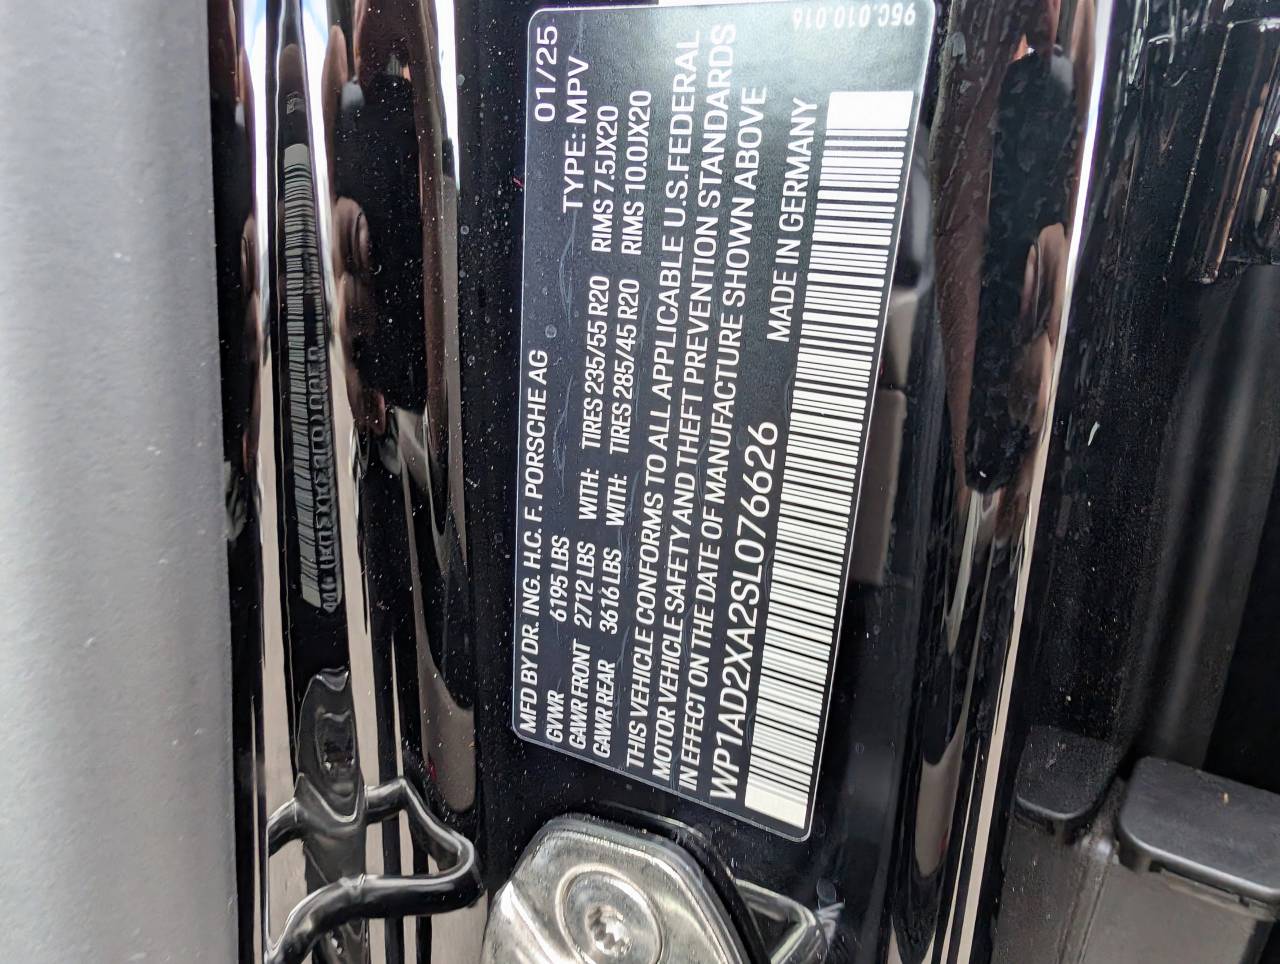 MFD BY DR. ING. H.C. F. PORSCHE AG 01/25
GVWR 6195 LBS TYPE: MPV
GAWR FRONT 2712 LBS WITH: TIRES 235/55 R20 RIMS 7.5JX20
GAWR REAR 3616 LBS WITH: TIRES 285/45 R20 RIMS 10.0JX20
THIS VEHICLE CONFORMS TO ALL APPLICABLE U.S. FEDERAL
MOTOR VEHICLE SAFETY AND THEFT PREVENTION STANDARDS
IN EFFECT ON THE DATE OF MANUFACTURE SHOWN ABOVE
WP1AD2XA2SL076626 MADE IN GERMANY
95C.010.016